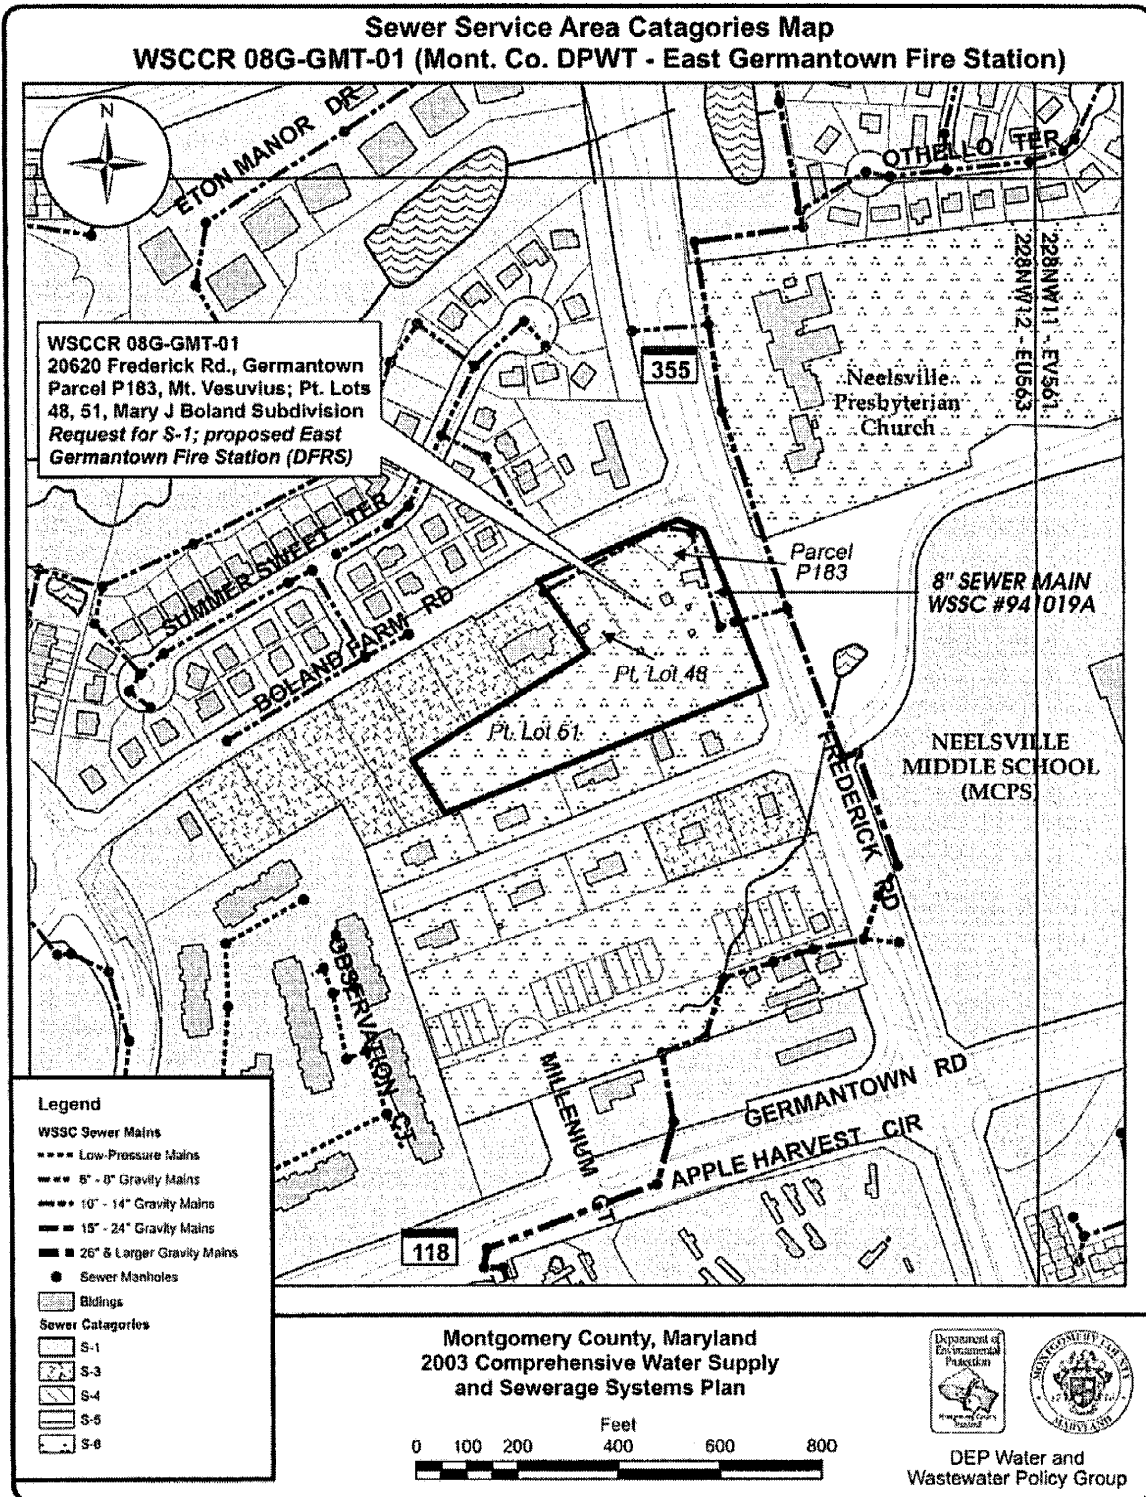 Sewer Service Area Catagories Map
WSCCR 08G-GMT-01 (Mont. Co. DPWT - East Germantown Fire Station)
N
ETON MANOR DR
OTHELLO TER
228NW11 - EV561
228NW12 - EU563
WSCCR 08G-GMT-01
20620 Frederick Rd., Germantown
Parcel P183, Mt. Vesuvius; Pt. Lots
48, 51, Mary J Boland Subdivision
Request for S-1; proposed East
Germantown Fire Station (DFRS)
355
Neelsville
Presbyterian
Church
Parcel
P183
8" SEWER MAIN
WSSC #941019A
SUMMER SWEET TER
BOLAND FARM RD
Pt. Lot 48
Pt. Lot 51
FREDERICK RD
NEELSVILLE
MIDDLE SCHOOL
(MCPS)
OBSERVATION CT
MILLENIUM CT
GERMANTOWN RD
APPLE HARVEST CIR
118
Legend
WSSC Sewer Mains
Low-Pressure Mains
6" - 8" Gravity Mains
10" - 14" Gravity Mains
15" - 24" Gravity Mains
26" & Larger Gravity Mains
Sewer Manholes
Bldings
Sewer Catagories
S-1
S-3
S-4
S-5
S-6
Montgomery County, Maryland
2003 Comprehensive Water Supply
and Sewerage Systems Plan
Feet
0 100 200 400 600 800
Department of
Environmental
Protection
MONTGOMERY COUNTY
MARYLAND
DEP Water and
Wastewater Policy Group